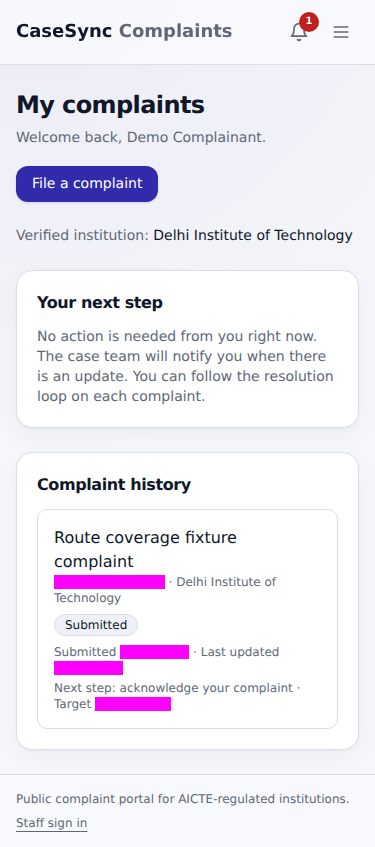 CaseSync Complaints
1
My complaints
Welcome back, Demo Complainant.
File a complaint
Verified institution: Delhi Institute of Technology
Your next step
No action is needed from you right now.
The case team will notify you when there
is an update. You can follow the resolution
loop on each complaint.
Complaint history
Route coverage fixture
complaint
· Delhi Institute of
Technology
Submitted
Submitted · Last updated
Next step: acknowledge your complaint ·
Target
Public complaint portal for AICTE-regulated institutions.
Staff sign in